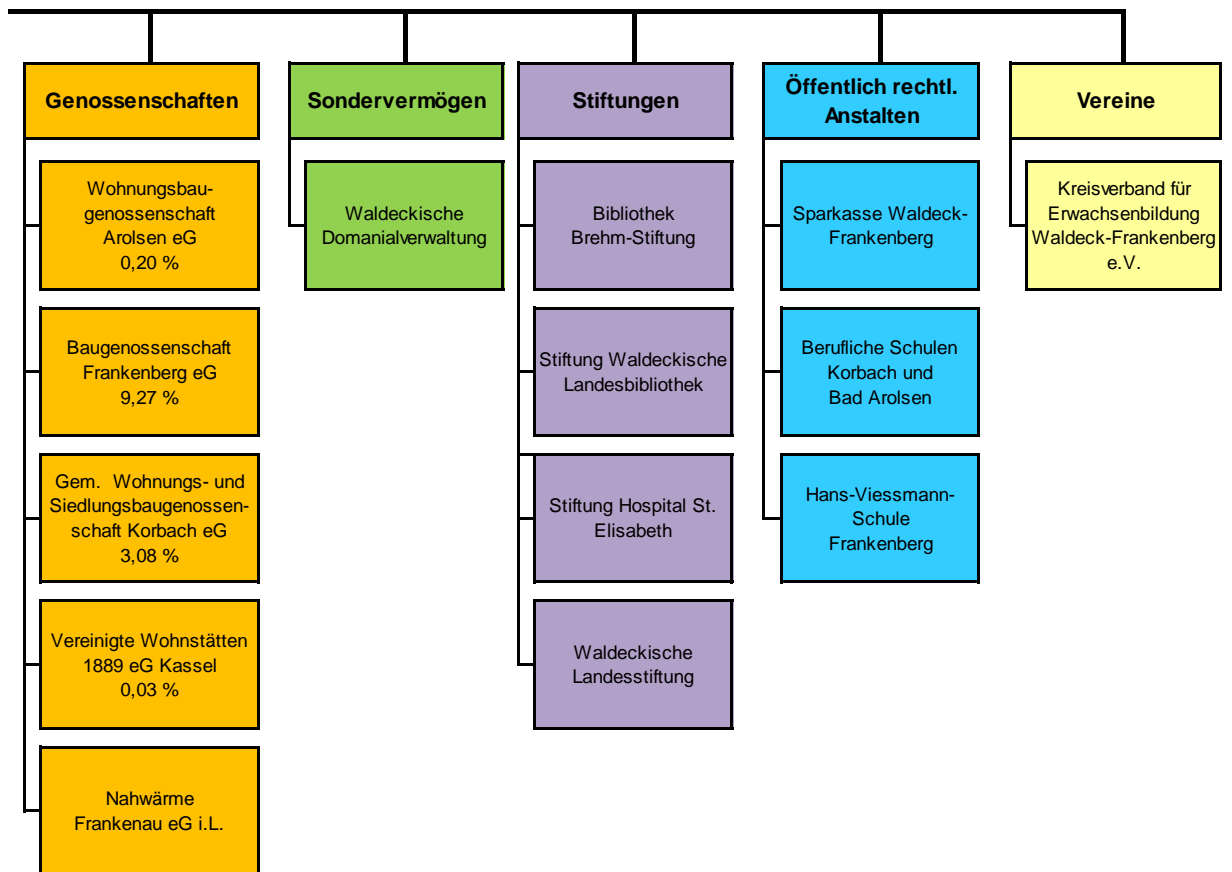 Genossenschaften
Wohnungsbau-
genossenschaft
Arolsen eG
0,20 %
Baugenossenschaft
Frankenberg eG
9,27 %
Gem. Wohnungs- und
Siedlungsbaugenossen-
schaft Korbach eG
3,08 %
Vereinigte Wohnstätten
1889 eG Kassel
0,03 %
Nahwärme
Frankenau eG i.L.
Sondervermögen
Waldeckische
Domanialverwaltung
Stiftungen
Bibliothek
Brehm-Stiftung
Stiftung Waldeckische
Landesbibliothek
Stiftung Hospital St.
Elisabeth
Waldeckische
Landesstiftung
Öffentlich rechtl.
Anstalten
Sparkasse Waldeck-
Frankenberg
Berufliche Schulen
Korbach und
Bad Arolsen
Hans-Viessmann-
Schule
Frankenberg
Vereine
Kreisverband für
Erwachsenbildung
Waldeck-Frankenberg
e.V.